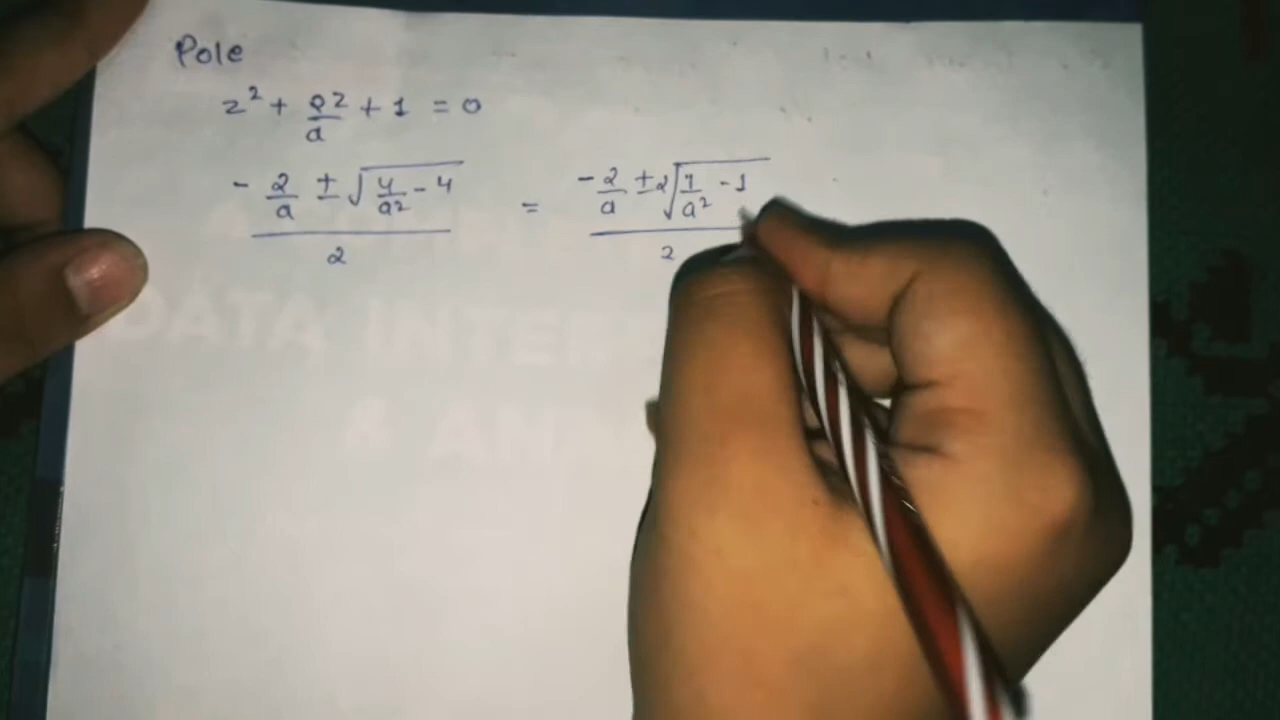 Pole
z² + 2z/a + 1 = 0
(-2/a ± √(4/a² - 4))/2 = (-2/a ± 2√(1/a² - 1))/2